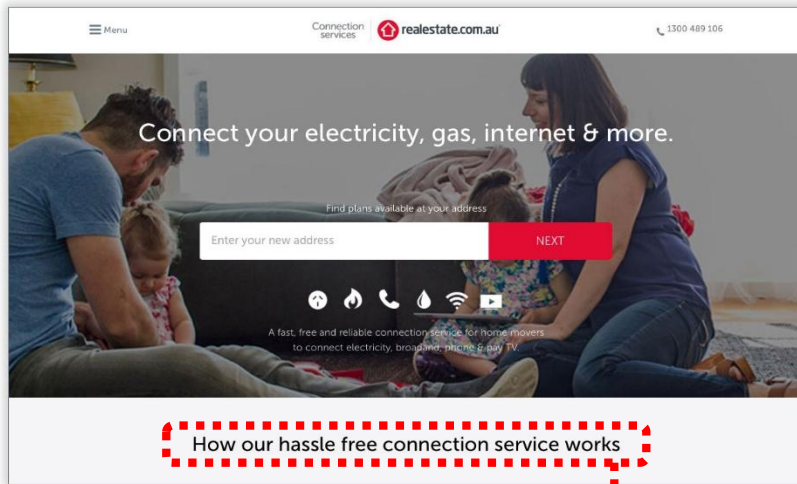 Menu
Connection
services
realestate.com.au
1300 489 106
Connect your electricity, gas, internet & more.
Find plans available at your address
Enter your new address
NEXT
A fast, free and reliable connection service for home movers
to connect electricity, broadand, phone & pay TV.
How our hassle free connection service works